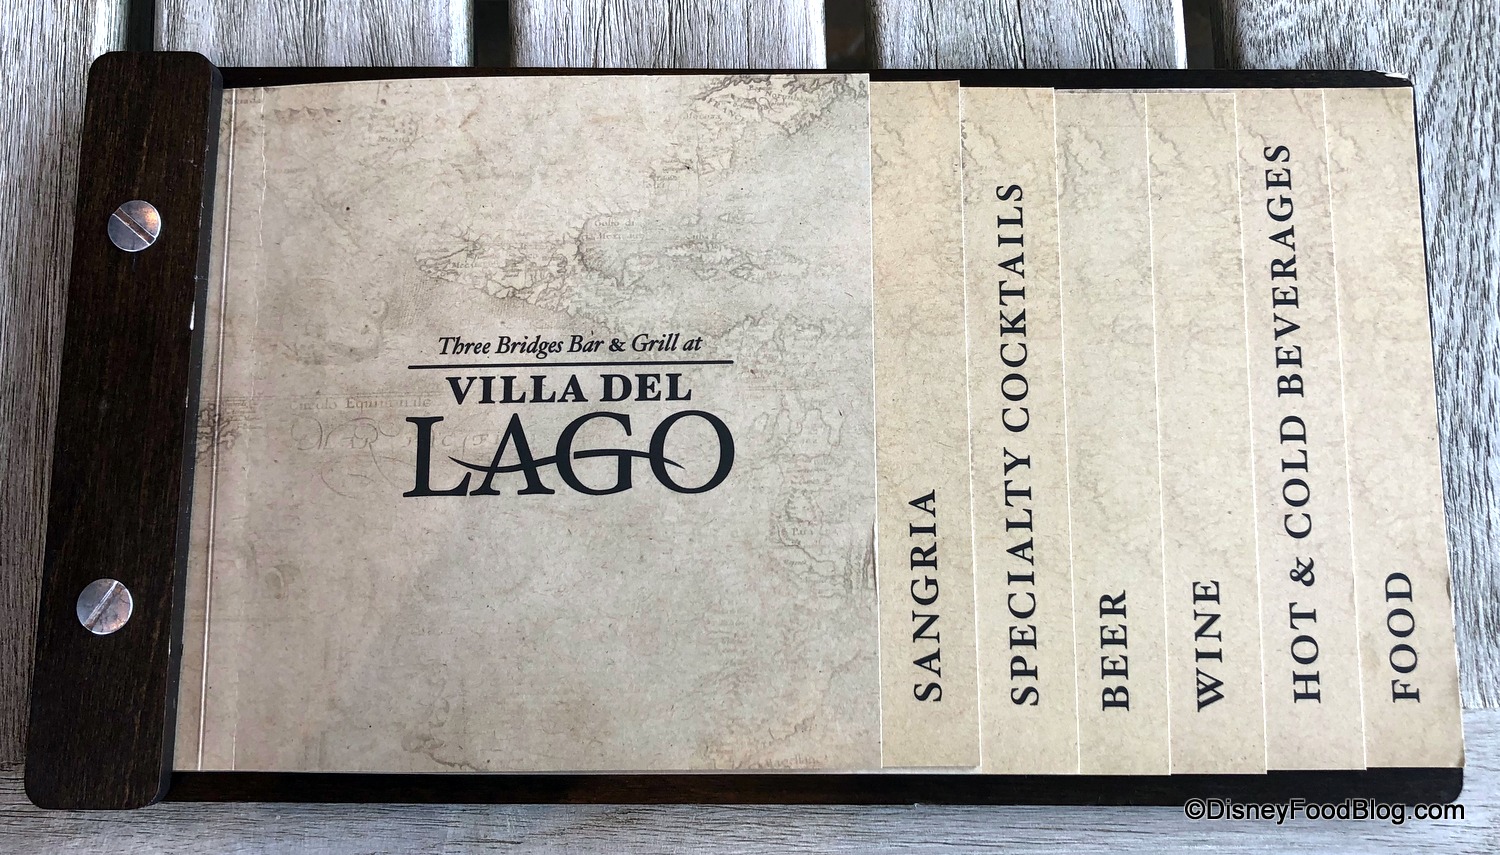 Three Bridges Bar & Grill at
VILLA DEL
LAGO
SANGRIA
SPECIALTY COCKTAILS
BEER
WINE
HOT & COLD BEVERAGES
FOOD
©DisneyFoodBlog.com